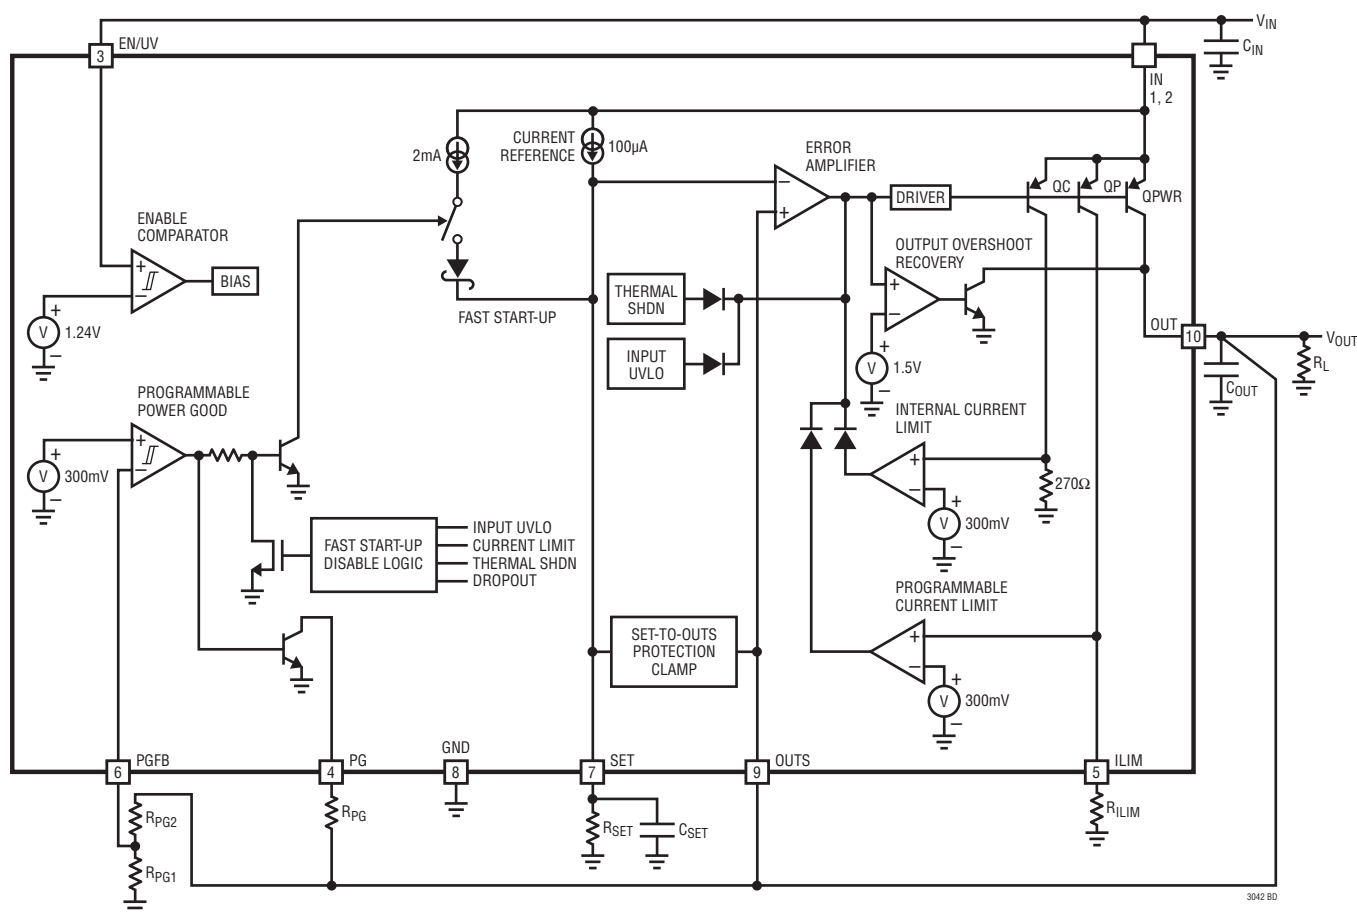 VIN
CIN
3
EN/UV
IN
1, 2
2mA
CURRENT
REFERENCE
100µA
ERROR
AMPLIFIER
–
+
DRIVER
QC
QP
QPWR
ENABLE
COMPARATOR
+
–
BIAS
+
V
1.24V
–
FAST START-UP
THERMAL
SHDN
INPUT
UVLO
OUTPUT OVERSHOOT
RECOVERY
+
–
+
V
1.5V
–
OUT
10
VOUT
COUT
RL
PROGRAMMABLE
POWER GOOD
+
–
+
V
300mV
–
INTERNAL CURRENT
LIMIT
+
–
270Ω
+
V
300mV
–
FAST START-UP
DISABLE LOGIC
INPUT UVLO
CURRENT LIMIT
THERMAL SHDN
DROPOUT
PROGRAMMABLE
CURRENT LIMIT
+
–
+
V
300mV
–
SET-TO-OUTS
PROTECTION
CLAMP
6
PGFB
4
PG
GND
8
7
SET
9
OUTS
5
ILIM
RPG2
RPG1
RPG
RSET
CSET
RILIM
3042 BD